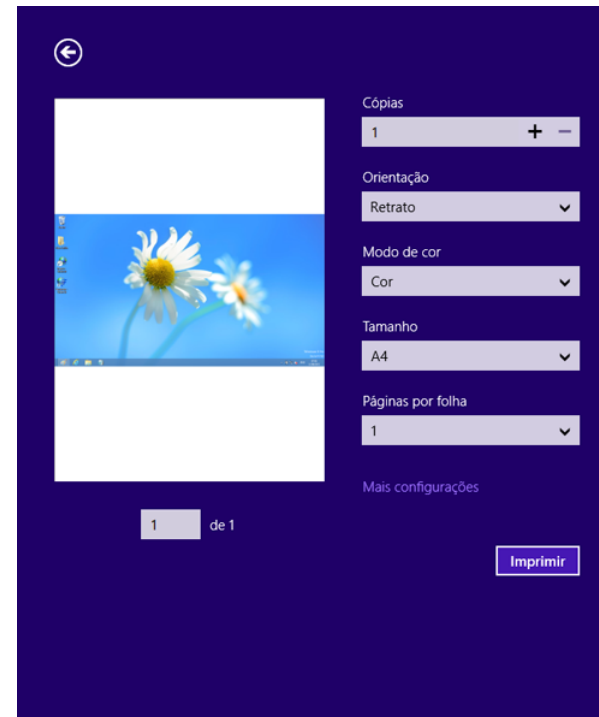 Cópias
1
Orientação
Retrato
Modo de cor
Cor
Tamanho
A4
Páginas por folha
1
Mais configurações
1 de 1
Imprimir